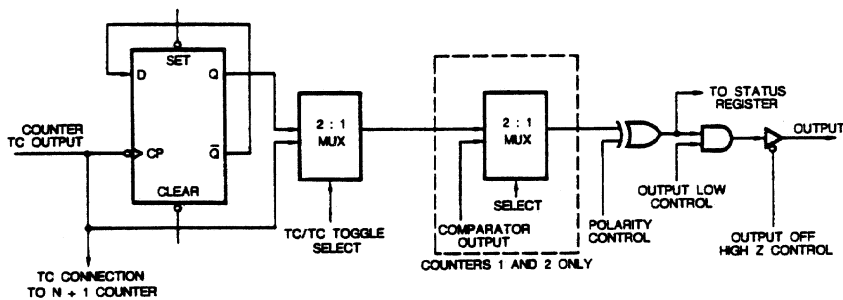 SET
D
Q
COUNTER
TC OUTPUT
CP
Q̅
CLEAR
2 : 1
MUX
TC/TC TOGGLE
SELECT
TC CONNECTION
TO N + 1 COUNTER
2 : 1
MUX
SELECT
COMPARATOR
OUTPUT
COUNTERS 1 AND 2 ONLY
POLARITY
CONTROL
TO STATUS
REGISTER
OUTPUT LOW
CONTROL
OUTPUT
OUTPUT OFF
HIGH Z CONTROL